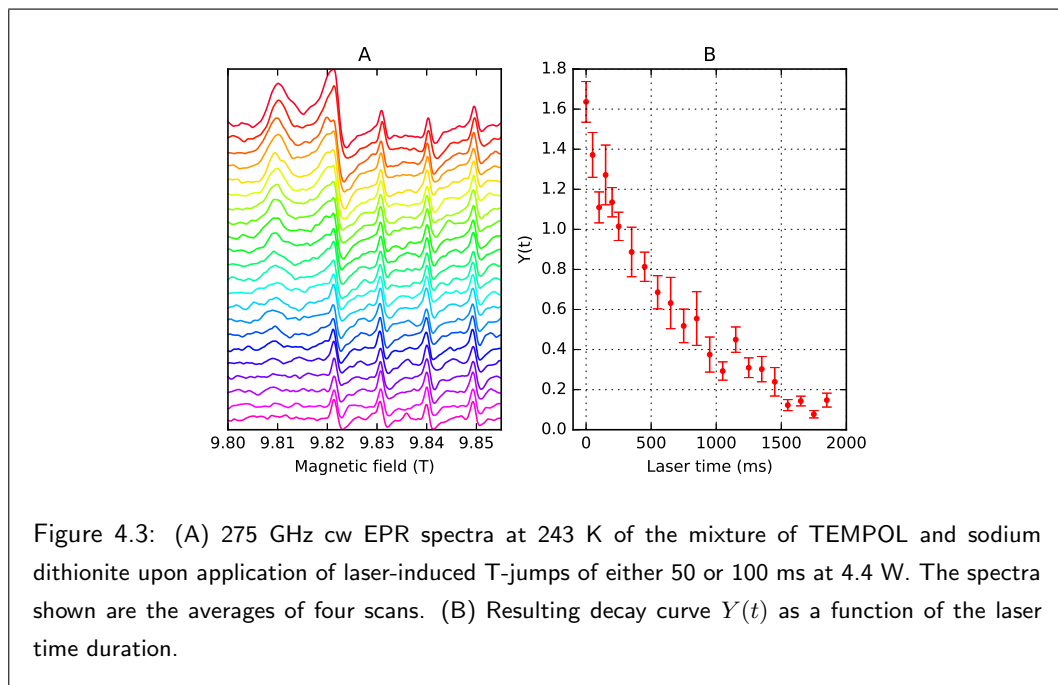 A
B
1.8
1.6
1.4
1.2
1.0
0.8
0.6
0.4
0.2
0.0
Y(t)
9.80 9.81 9.82 9.83 9.84 9.85
Magnetic field (T)
0 500 1000 1500 2000
Laser time (ms)
Figure 4.3: (A) 275 GHz cw EPR spectra at 243 K of the mixture of TEMPOL and sodium
dithionite upon application of laser-induced T-jumps of either 50 or 100 ms at 4.4 W. The spectra
shown are the averages of four scans. (B) Resulting decay curve Y(t) as a function of the laser
time duration.